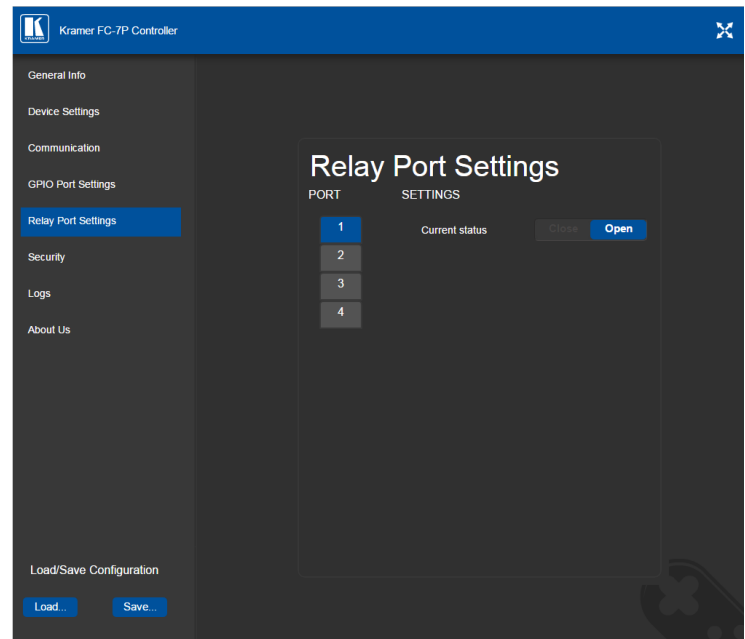 KRAMER
Kramer FC-7P Controller
General Info
Device Settings
Communication
GPIO Port Settings
Relay Port Settings
Security
Logs
About Us
Load/Save Configuration
Load...
Save...
Relay Port Settings
PORT SETTINGS
1
2
3
4
Current status Close Open